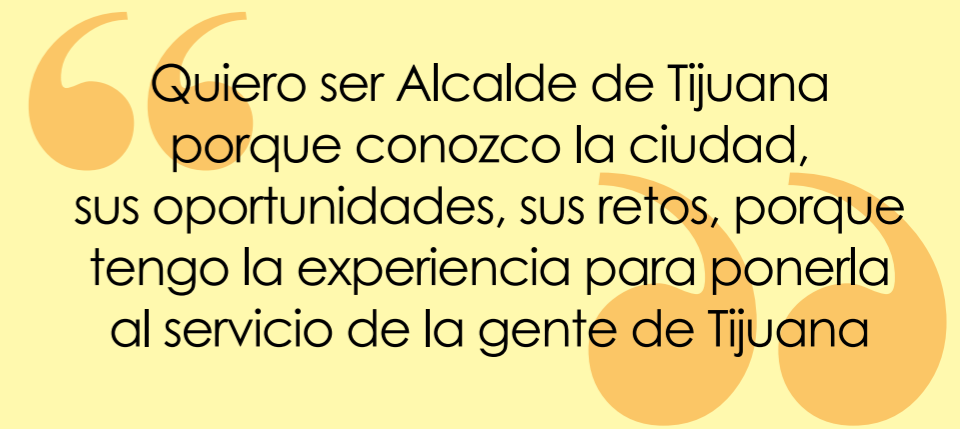 Quiero ser Alcalde de Tijuana
porque conozco la ciudad,
sus oportunidades, sus retos, porque
tengo la experiencia para ponerla
al servicio de la gente de Tijuana